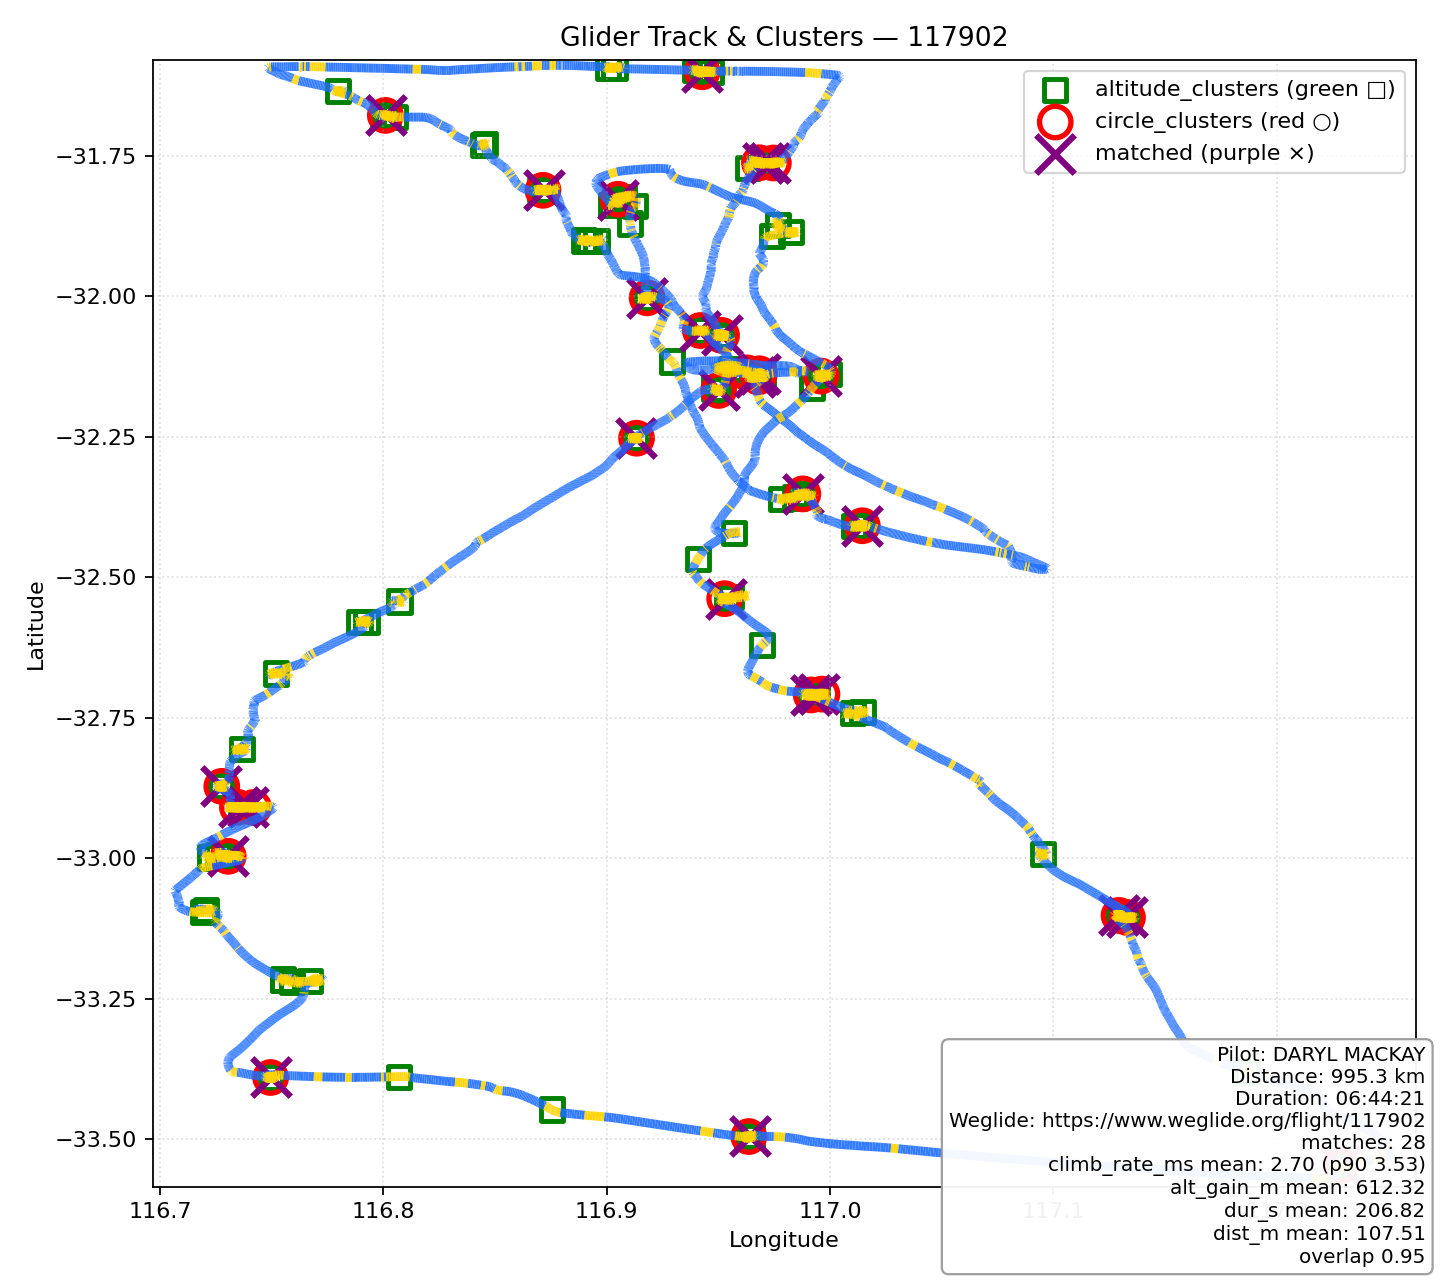 Glider Track & Clusters — 117902
altitude_clusters (green □)
circle_clusters (red ○)
matched (purple ×)
−31.75
−32.00
−32.25
−32.50
−32.75
−33.00
−33.25
−33.50
Latitude
116.7
116.8
116.9
117.0
117.1
Longitude
Pilot: DARYL MACKAY
Distance: 995.3 km
Duration: 06:44:21
Weglide: https://www.weglide.org/flight/117902
matches: 28
climb_rate_ms mean: 2.70 (p90 3.53)
alt_gain_m mean: 612.32
dur_s mean: 206.82
dist_m mean: 107.51
overlap 0.95